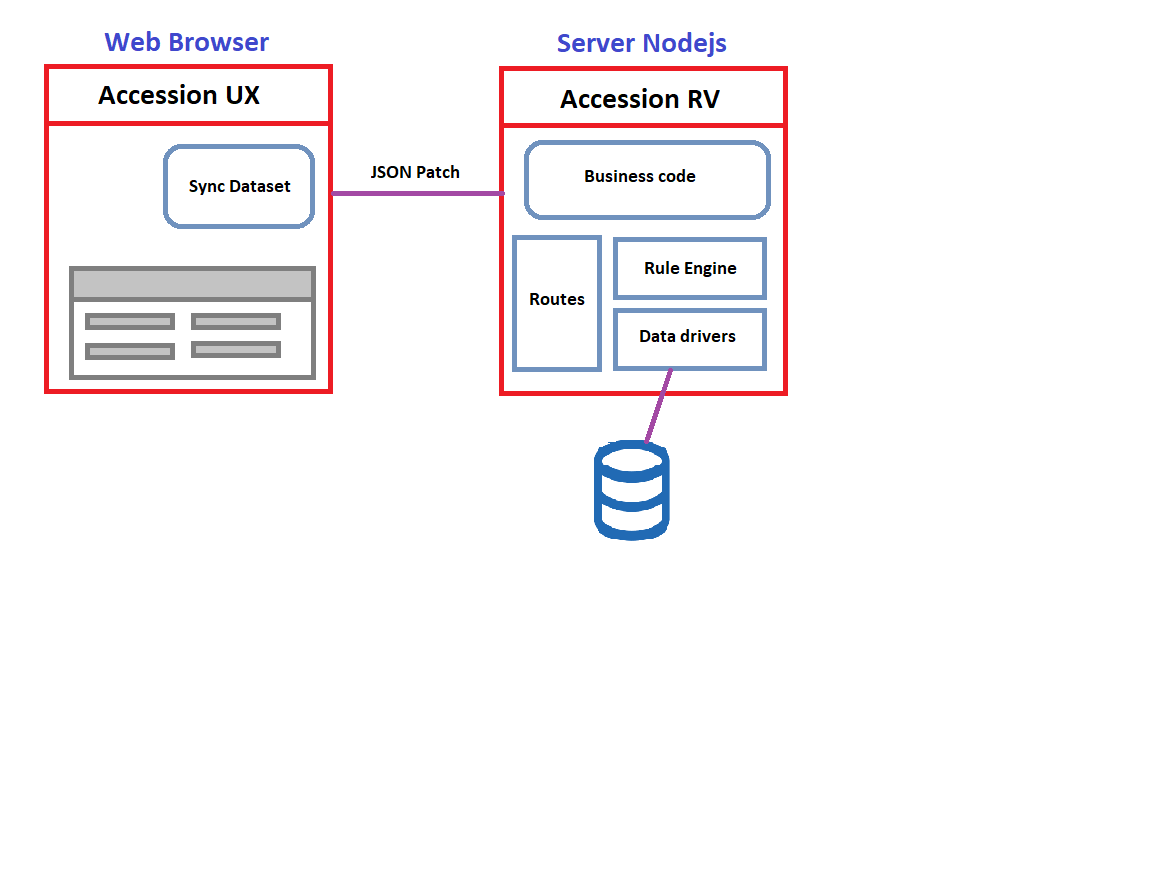 Web Browser
Server Nodejs
Accession UX
Accession RV
Sync Dataset
JSON Patch
Business code
Routes
Rule Engine
Data drivers